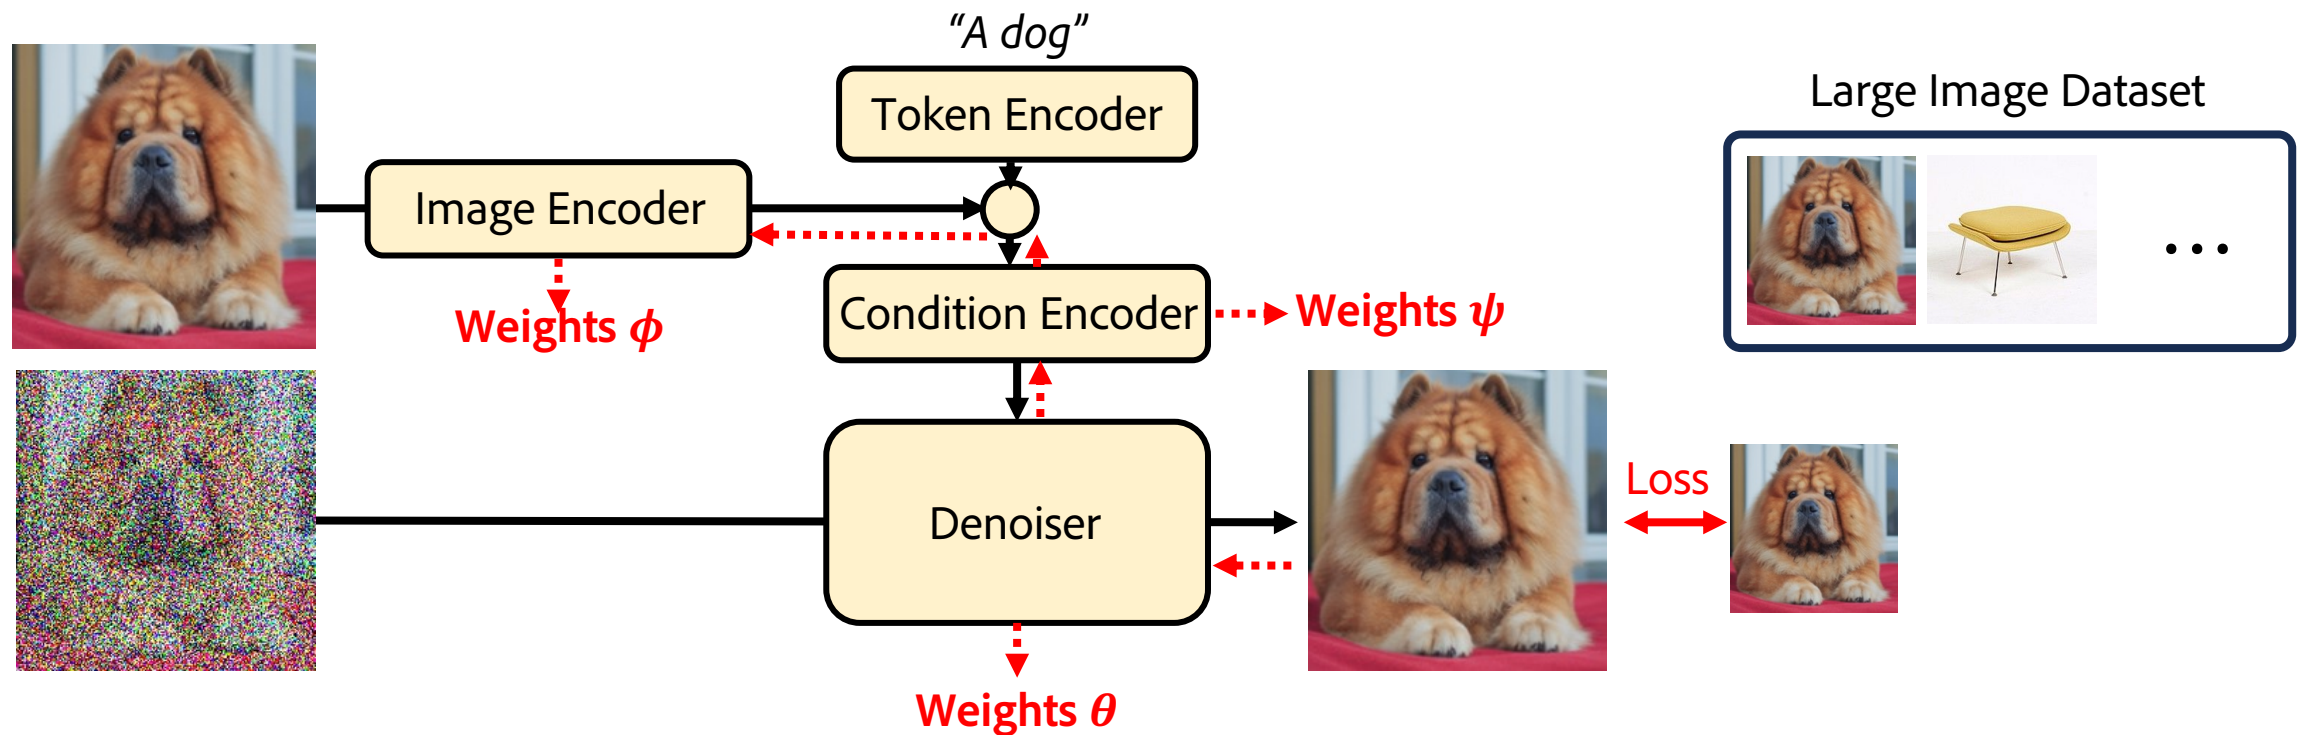 “A dog”
Token Encoder
Large Image Dataset
Image Encoder
Condition Encoder
Weights ϕ
Weights ψ
...
Denoiser
Loss
Weights θ